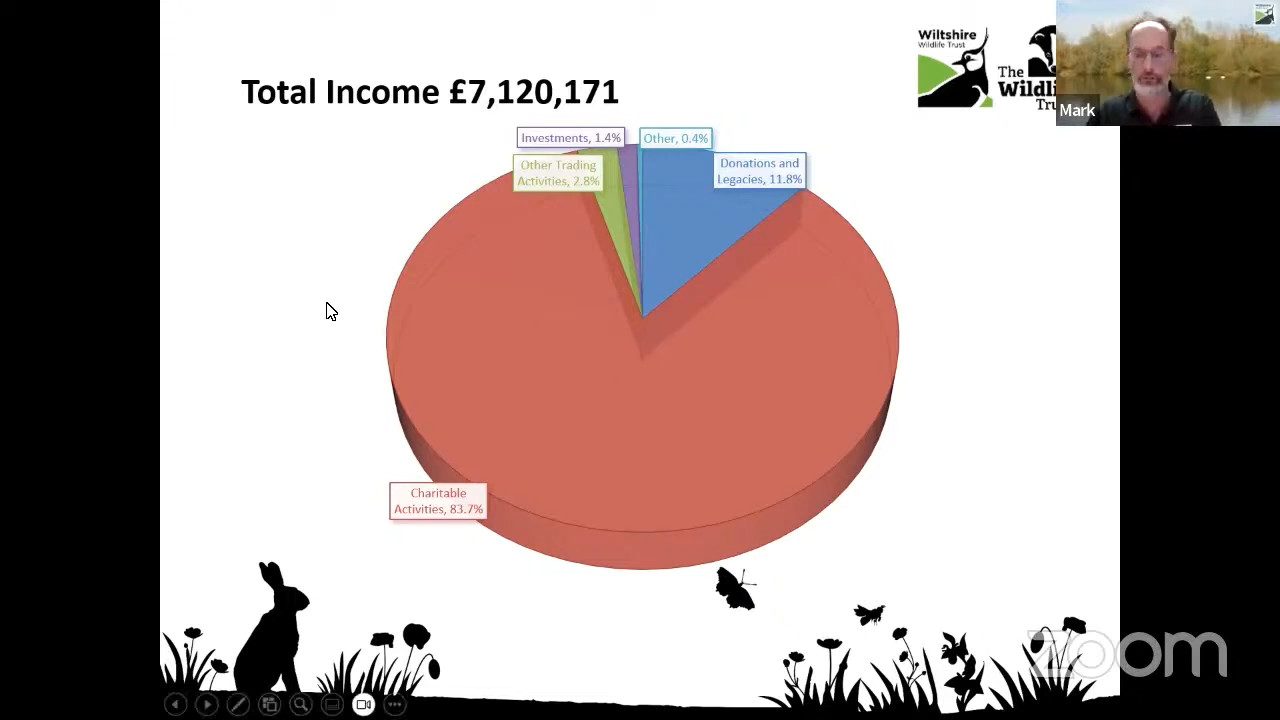 Total Income £7,120,171
Wiltshire
Wildlife Trust
The
Mark
Investments, 1.4%
Other, 0.4%
Other Trading
Activities, 2.8%
Donations and
Legacies, 11.8%
Charitable
Activities, 83.7%
zoom